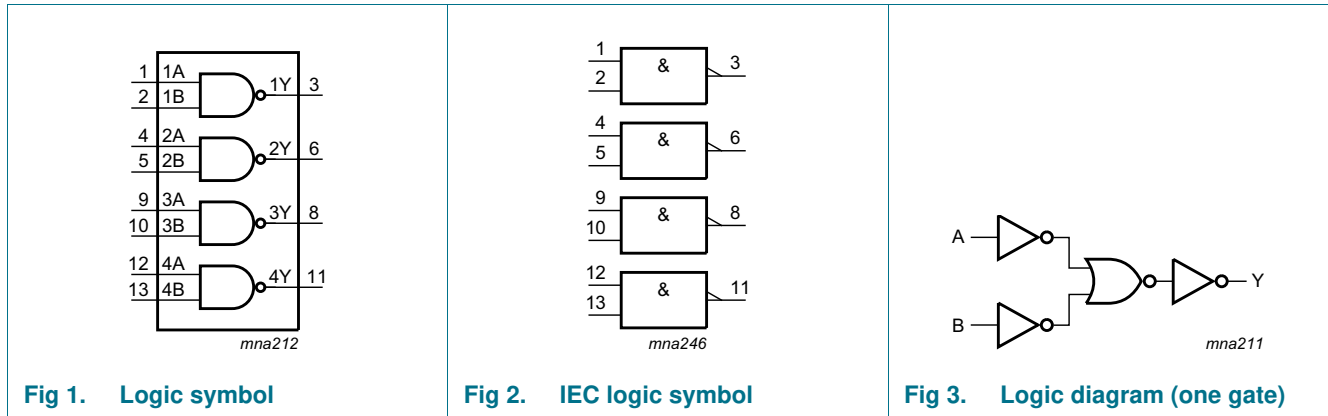 1 1A
2 1B
1Y 3
4 2A
5 2B
2Y 6
9 3A
10 3B
3Y 8
12 4A
13 4B
4Y 11
mna212
Fig 1. Logic symbol
1
2
&
3
4
5
&
6
9
10
&
8
12
13
&
11
mna246
Fig 2. IEC logic symbol
A
B
Y
mna211
Fig 3. Logic diagram (one gate)